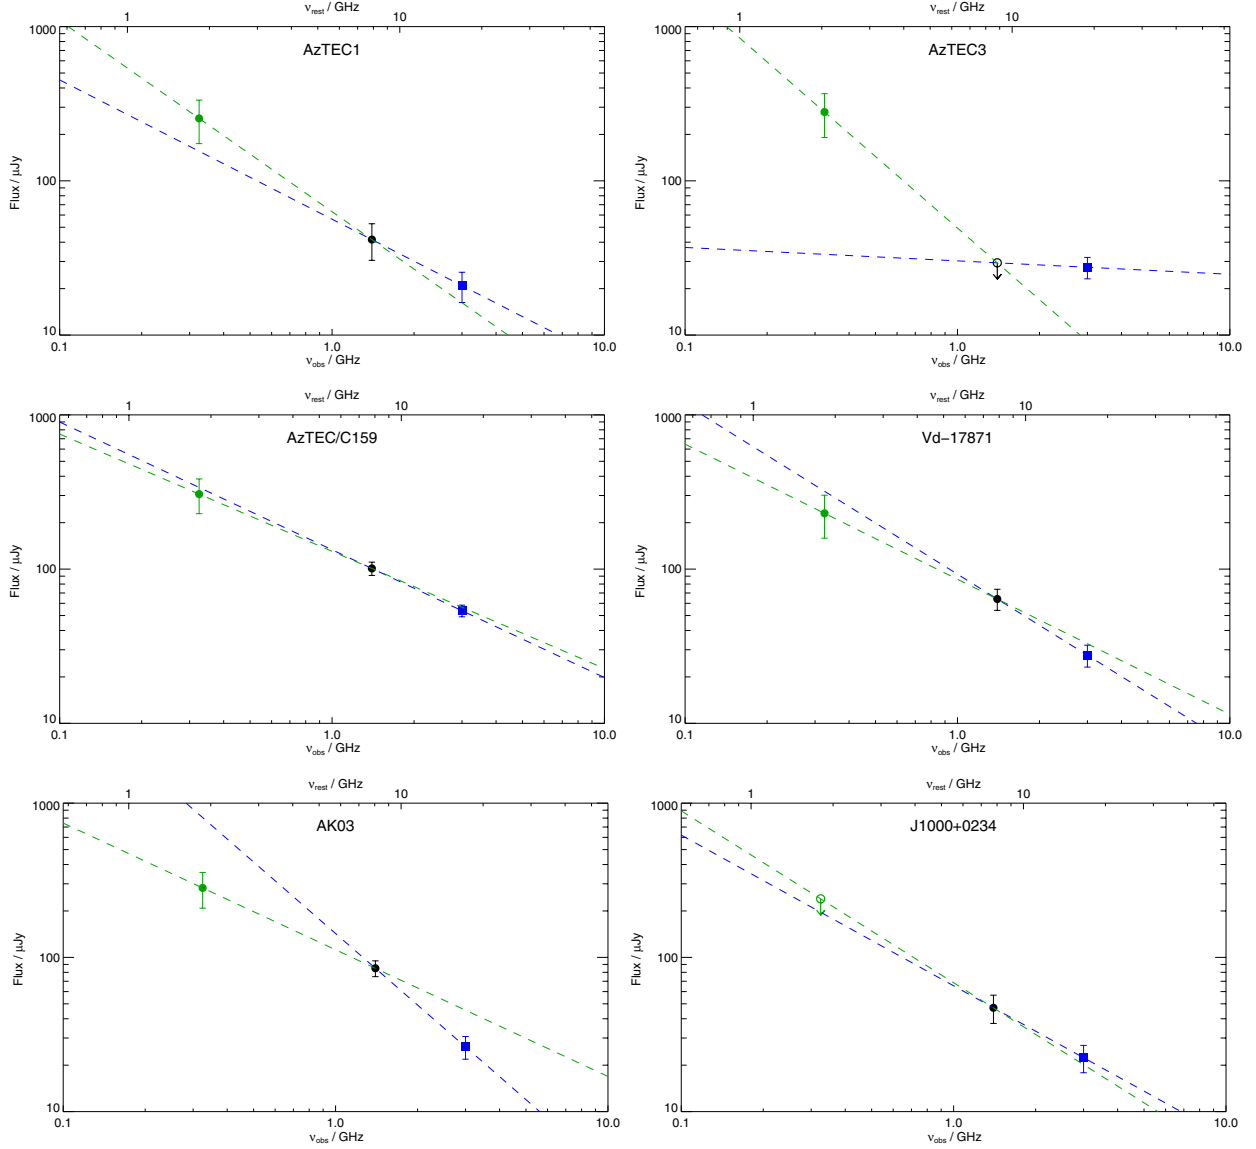 ν_rest / GHz
1 10
AzTEC1
1000
100
10
Flux / μJy
0.1 1.0 10.0
ν_obs / GHz
ν_rest / GHz
1 10
AzTEC3
1000
100
10
Flux / μJy
0.1 1.0 10.0
ν_obs / GHz
ν_rest / GHz
1 10
AzTEC/C159
1000
100
10
Flux / μJy
0.1 1.0 10.0
ν_obs / GHz
ν_rest / GHz
1 10
Vd−17871
1000
100
10
Flux / μJy
0.1 1.0 10.0
ν_obs / GHz
ν_rest / GHz
1 10
AK03
1000
100
10
Flux / μJy
0.1 1.0 10.0
ν_obs / GHz
ν_rest / GHz
1 10
J1000+0234
1000
100
10
Flux / μJy
0.1 1.0 10.0
ν_obs / GHz